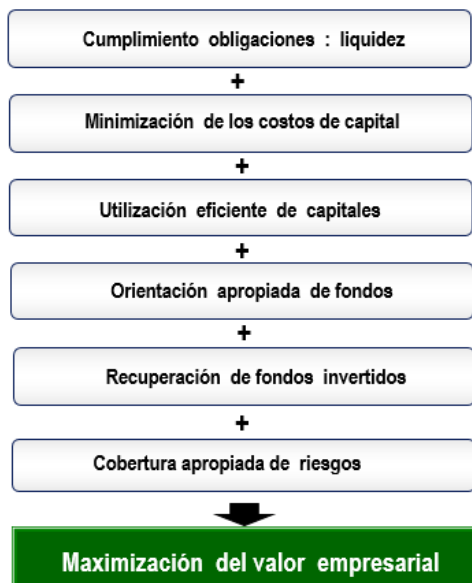 Cumplimiento obligaciones : liquidez
+
Minimización de los costos de capital
+
Utilización eficiente de capitales
+
Orientación apropiada de fondos
+
Recuperación de fondos invertidos
+
Cobertura apropiada de riesgos
Maximización del valor empresarial